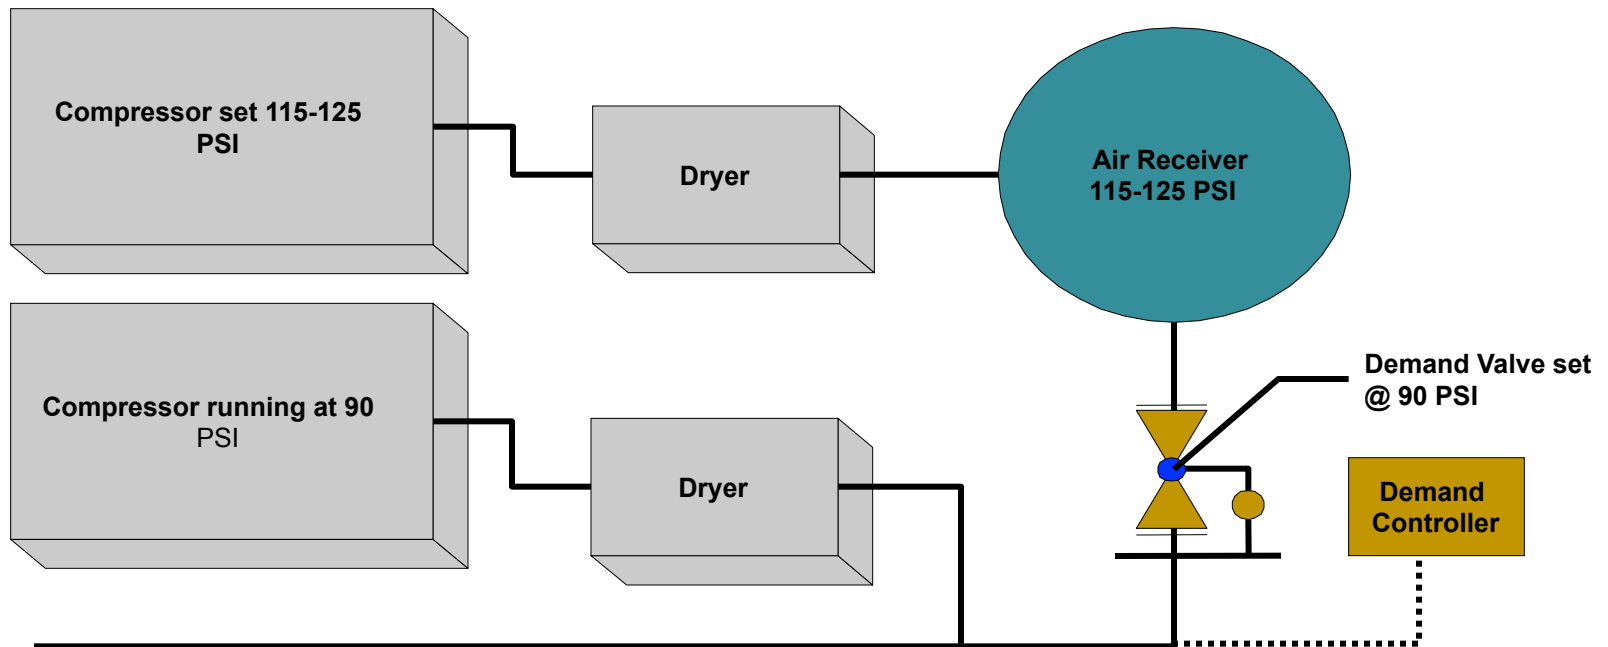 Compressor set 115-125
PSI
Dryer
Air Receiver
115-125 PSI
Compressor running at 90
PSI
Dryer
Demand Valve set
@ 90 PSI
Demand
Controller